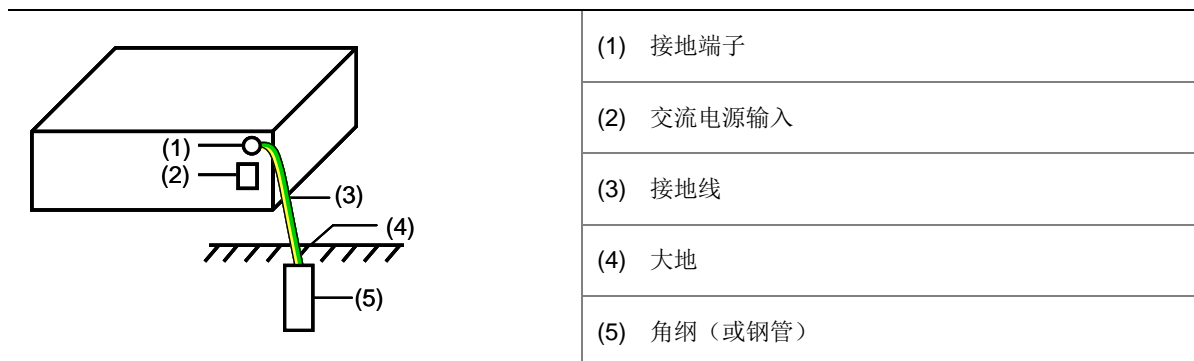 (1)
(2)
(3)
(4)
(5)
(1) 接地端子
(2) 交流电源输入
(3) 接地线
(4) 大地
(5) 角纲（或钢管）